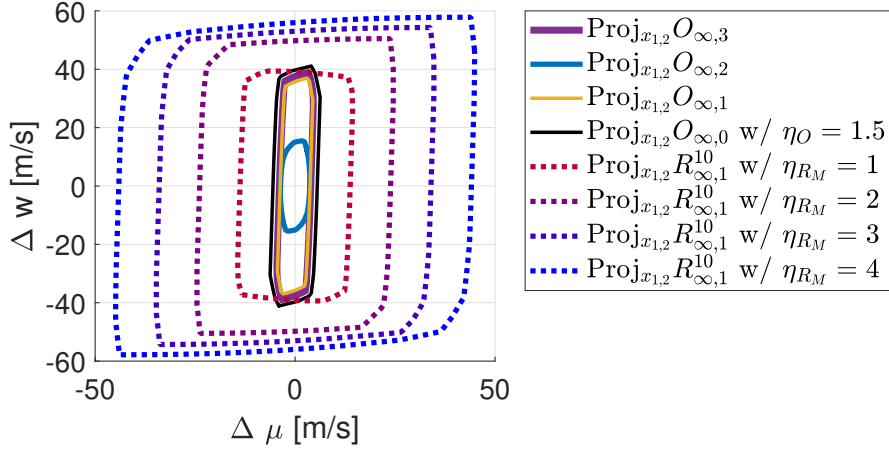 60
40
20
0
-20
-40
-60
-50
0
50
Δ w [m/s]
Δ μ [m/s]
Proj_{x_{1,2}} O_{∞,3}
Proj_{x_{1,2}} O_{∞,2}
Proj_{x_{1,2}} O_{∞,1}
Proj_{x_{1,2}} O_{∞,0} w/ η_O = 1.5
Proj_{x_{1,2}} R^{10}_{∞,1} w/ η_{R_M} = 1
Proj_{x_{1,2}} R^{10}_{∞,1} w/ η_{R_M} = 2
Proj_{x_{1,2}} R^{10}_{∞,1} w/ η_{R_M} = 3
Proj_{x_{1,2}} R^{10}_{∞,1} w/ η_{R_M} = 4